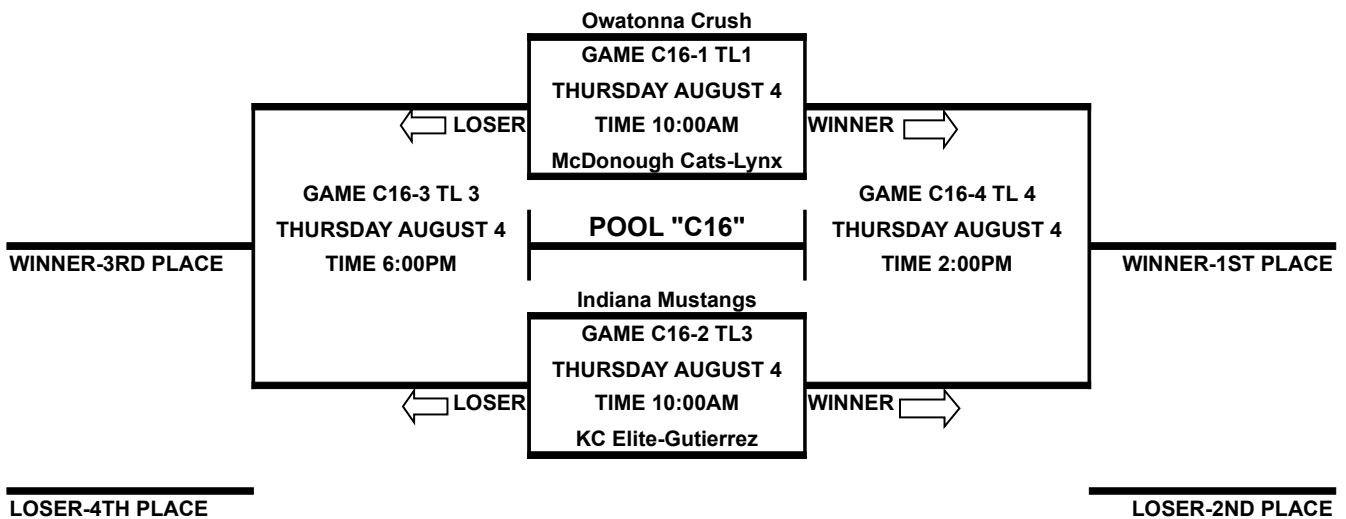 Owatonna Crush
GAME C16-1 TL1
THURSDAY AUGUST 4
LOSER
TIME 10:00AM
WINNER
McDonough Cats-Lynx
GAME C16-3 TL 3
THURSDAY AUGUST 4
TIME 6:00PM
POOL "C16"
GAME C16-4 TL 4
THURSDAY AUGUST 4
TIME 2:00PM
WINNER-3RD PLACE
WINNER-1ST PLACE
Indiana Mustangs
GAME C16-2 TL3
THURSDAY AUGUST 4
LOSER
TIME 10:00AM
WINNER
KC Elite-Gutierrez
LOSER-4TH PLACE
LOSER-2ND PLACE